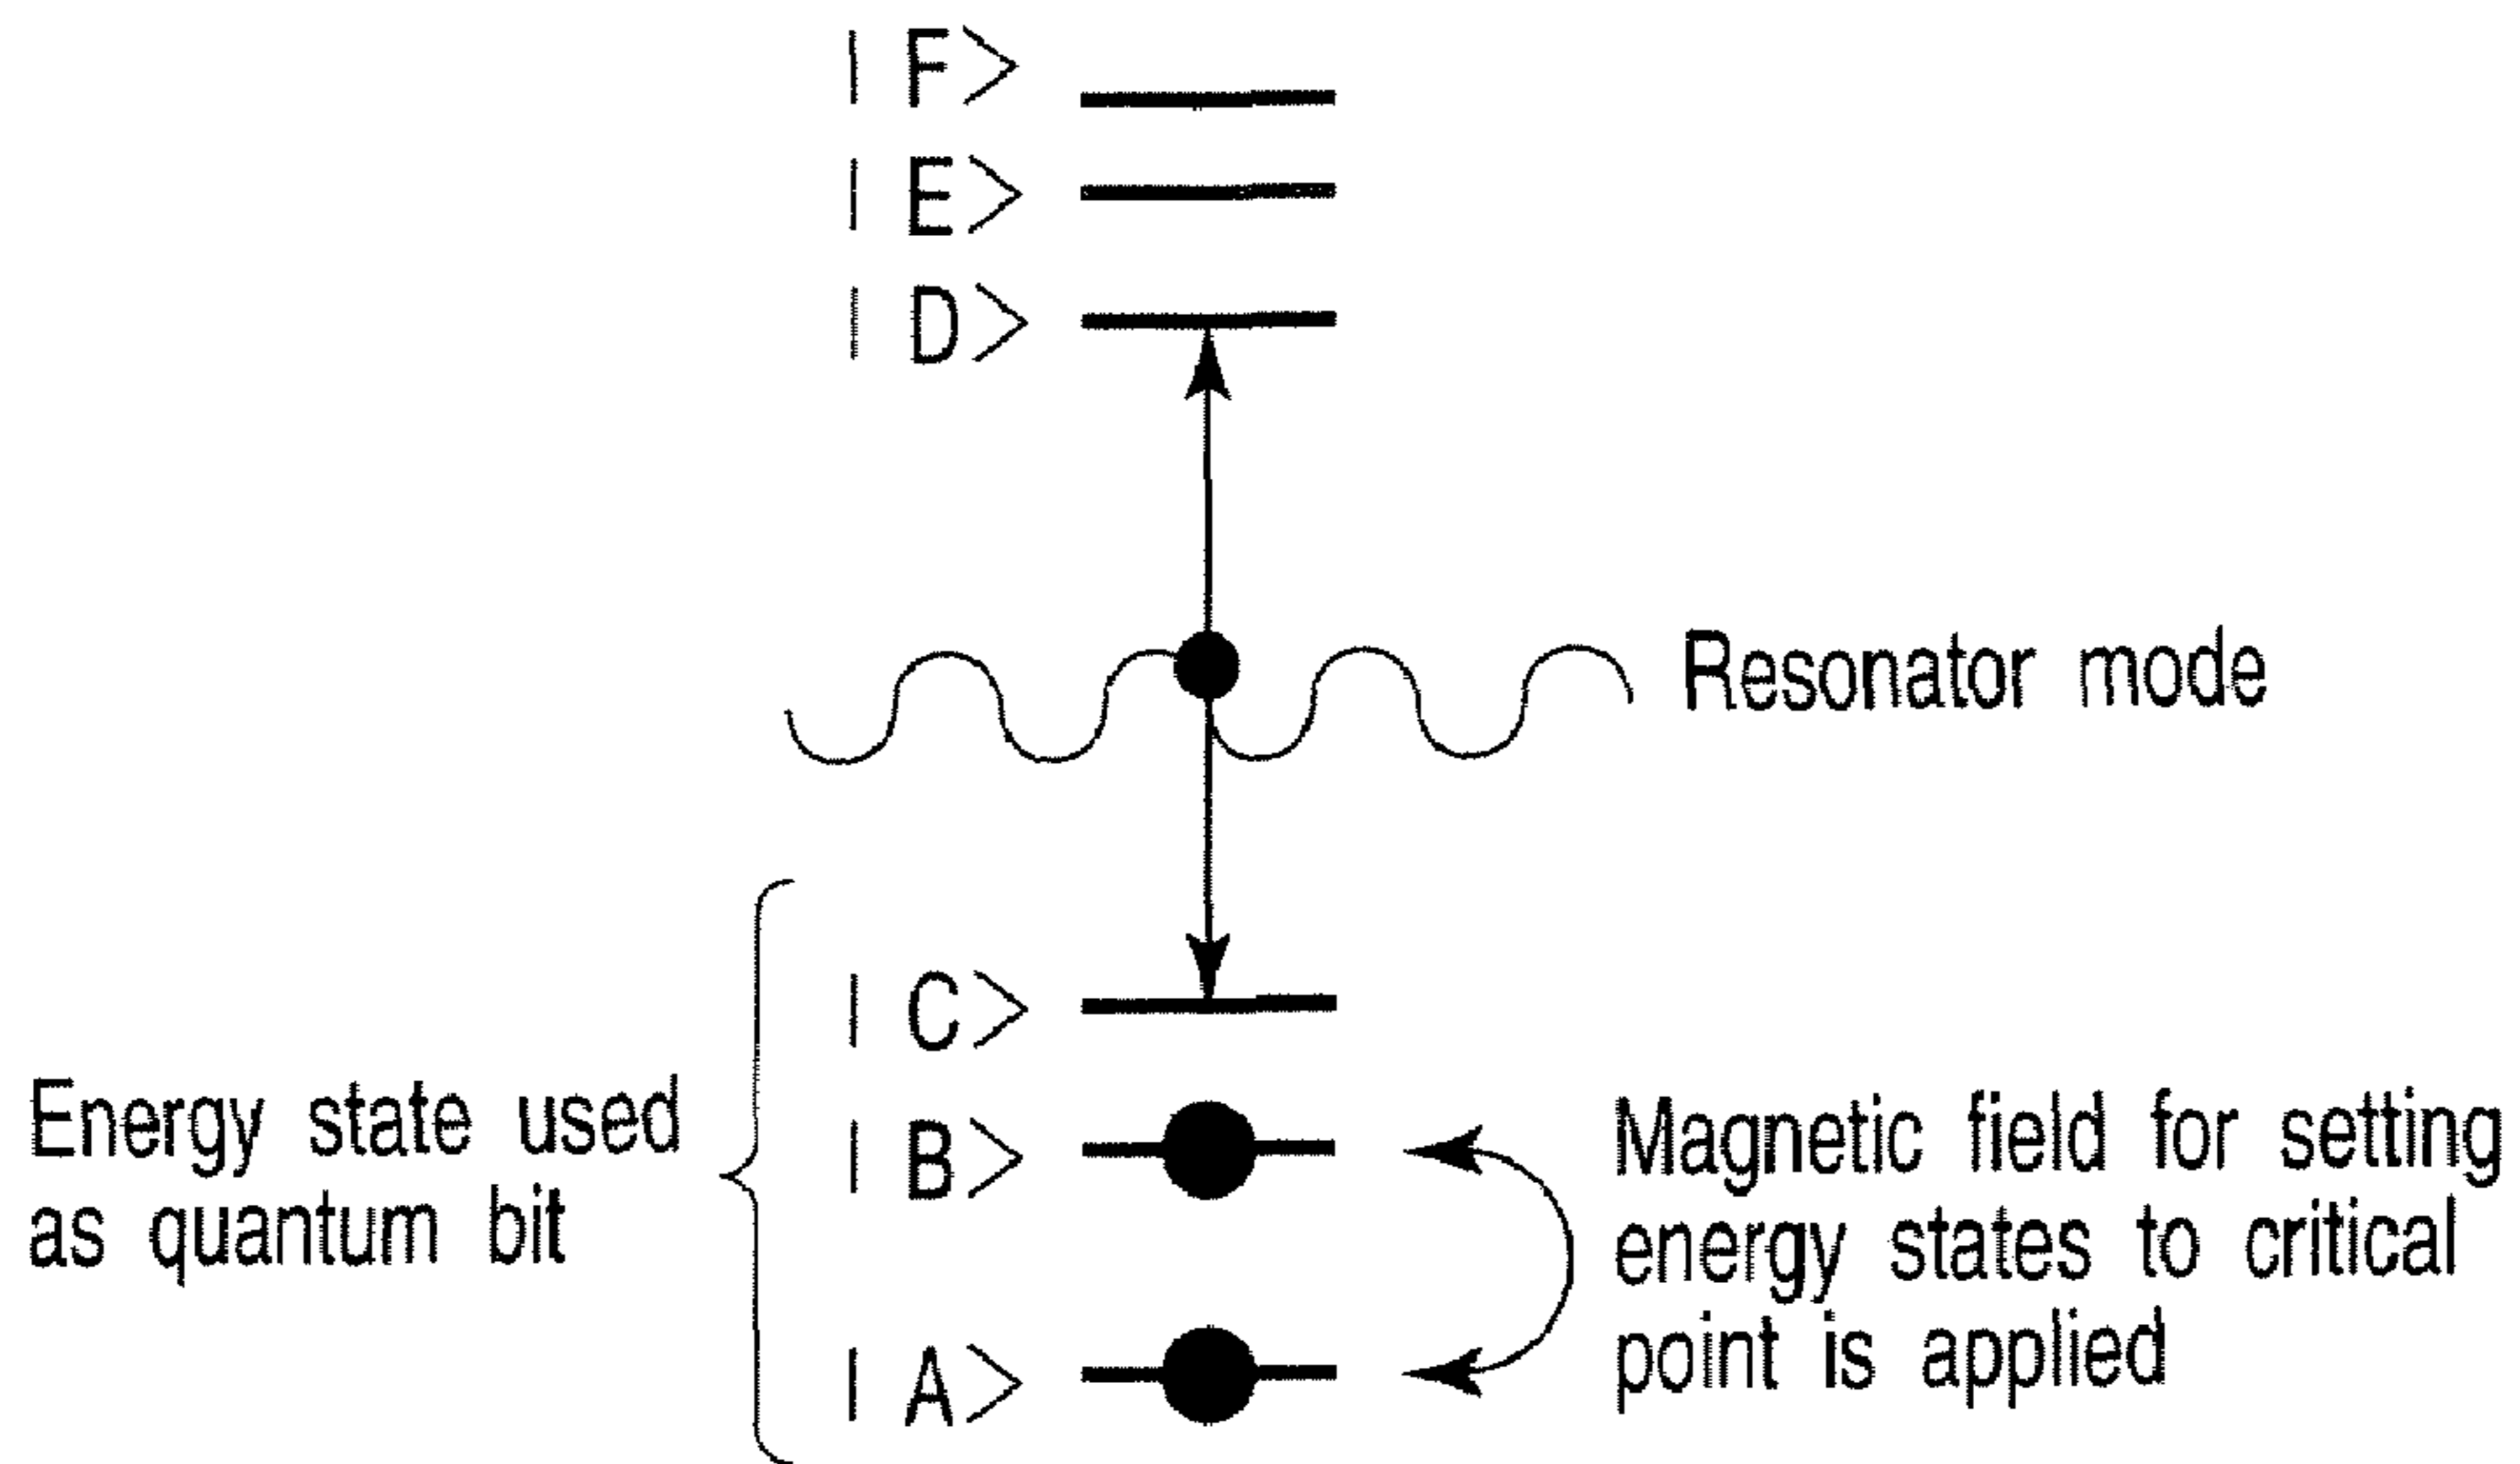 | F>
| E>
| D>
Resonator mode
| C>
Energy state used
as quantum bit
| B>
Magnetic field for setting
energy states to critical
point is applied
| A>